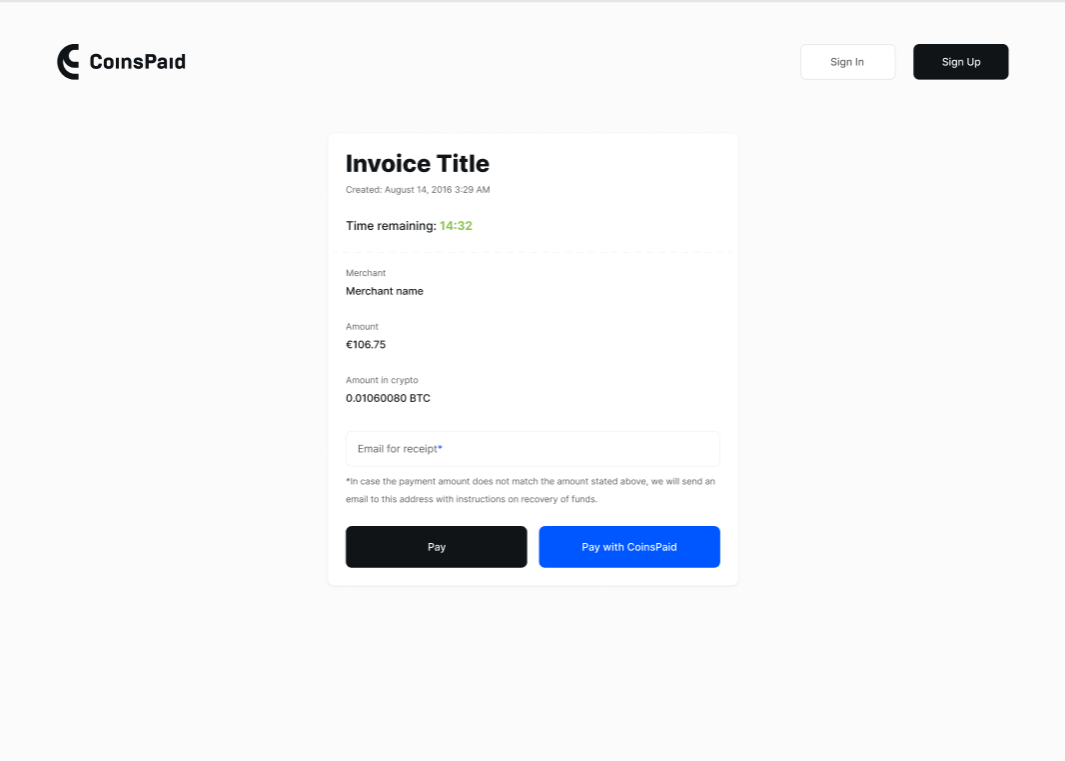 CoinsPaid
Sign In
Sign Up
Invoice Title
Created: August 14, 2016 3:29 AM
Time remaining: 14:32
Merchant
Merchant name
Amount
€106.75
Amount in crypto
0.01060080 BTC
Email for receipt*
*In case the payment amount does not match the amount stated above, we will send an
email to this address with instructions on recovery of funds.
Pay
Pay with CoinsPaid